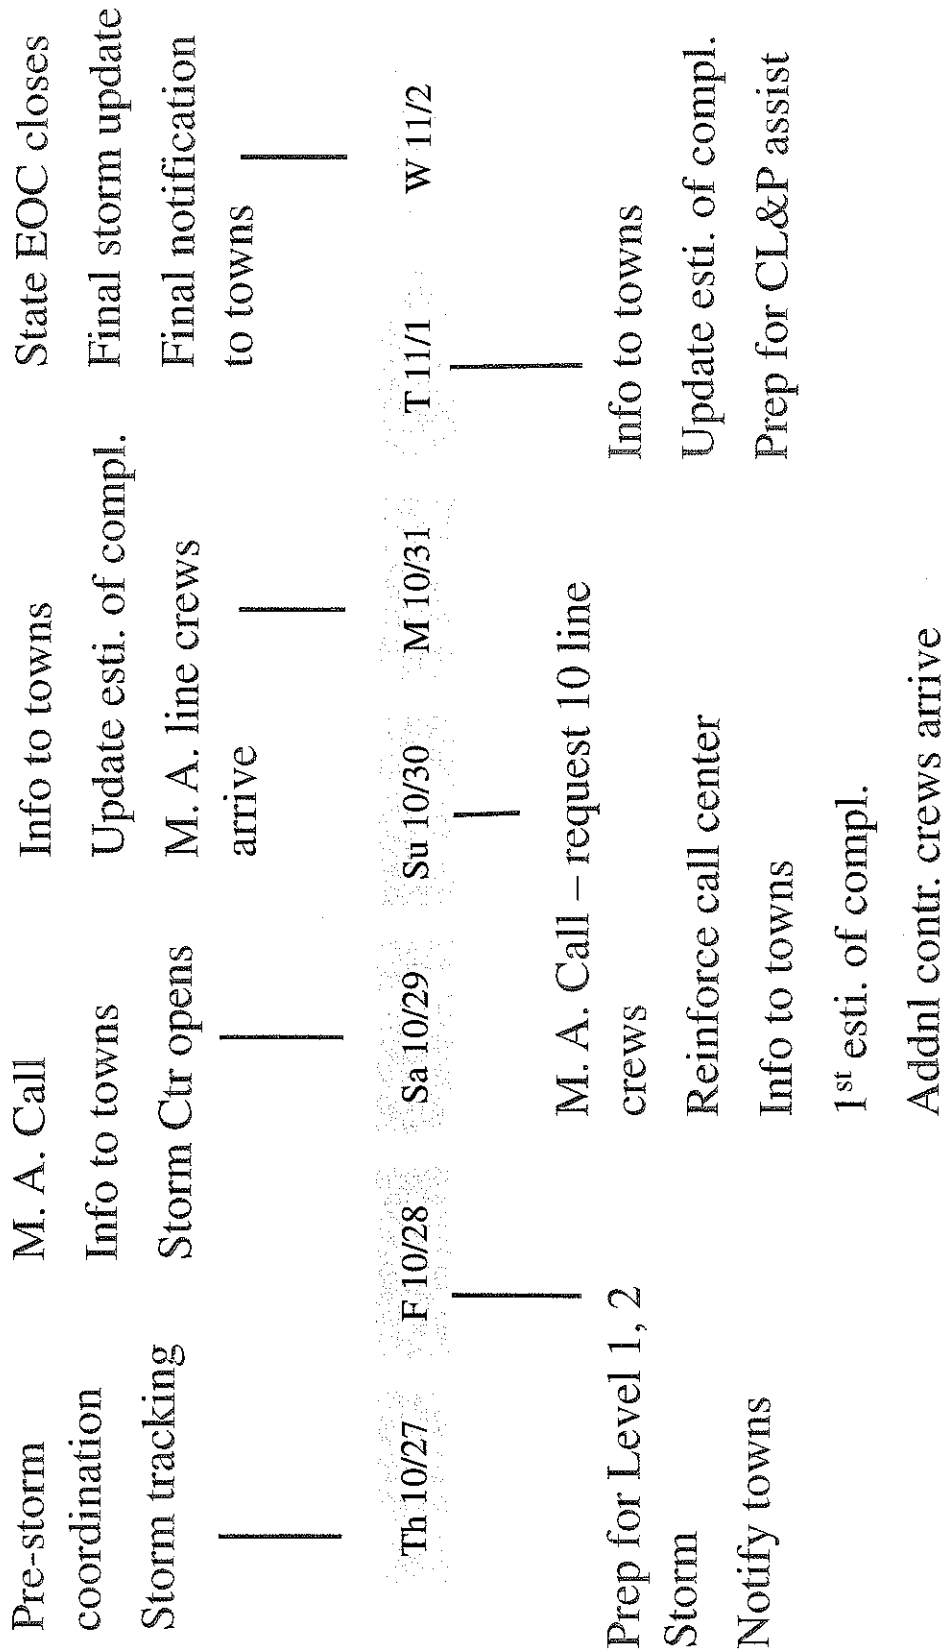 Pre-storm
coordination
Storm tracking
M. A. Call
Info to towns
Storm Ctr opens
Info to towns
Update esti. of compl.
M. A. line crews
arrive
State EOC closes
Final storm update
Final notification
to towns
Th 10/27
F 10/28
Sa 10/29
Su 10/30
M 10/31
T 11/1
W 11/2
Prep for Level 1, 2
Storm
Notify towns
M. A. Call – request 10 line
crews
Reinforce call center
Info to towns
1st esti. of compl.
Addnl contr. crews arrive
Info to towns
Update esti. of compl.
Prep for CL&P assist